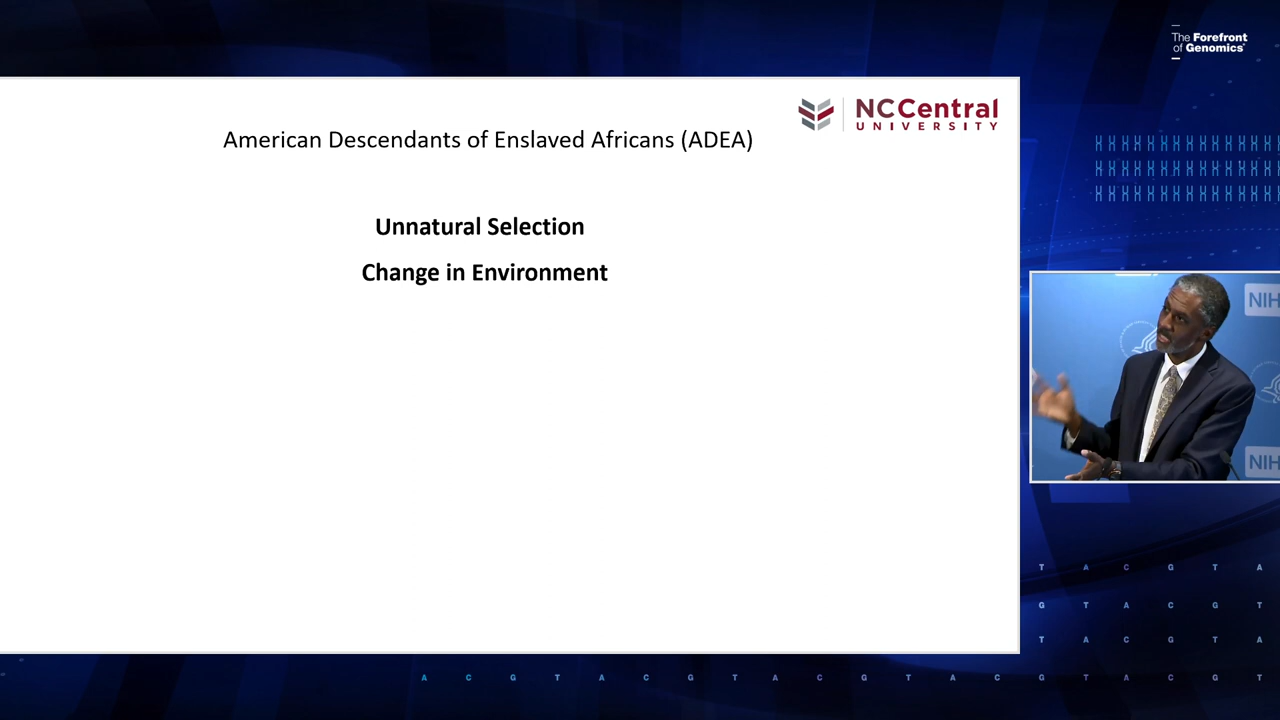 The Forefront
of Genomics®
NCCentral
UNIVERSITY
American Descendants of Enslaved Africans (ADEA)
Unnatural Selection
Change in Environment
NIH
NIH
T A C G T A
G T A C G T
T A C G T A
A C G T A C G T A C G T A C G T A C G T